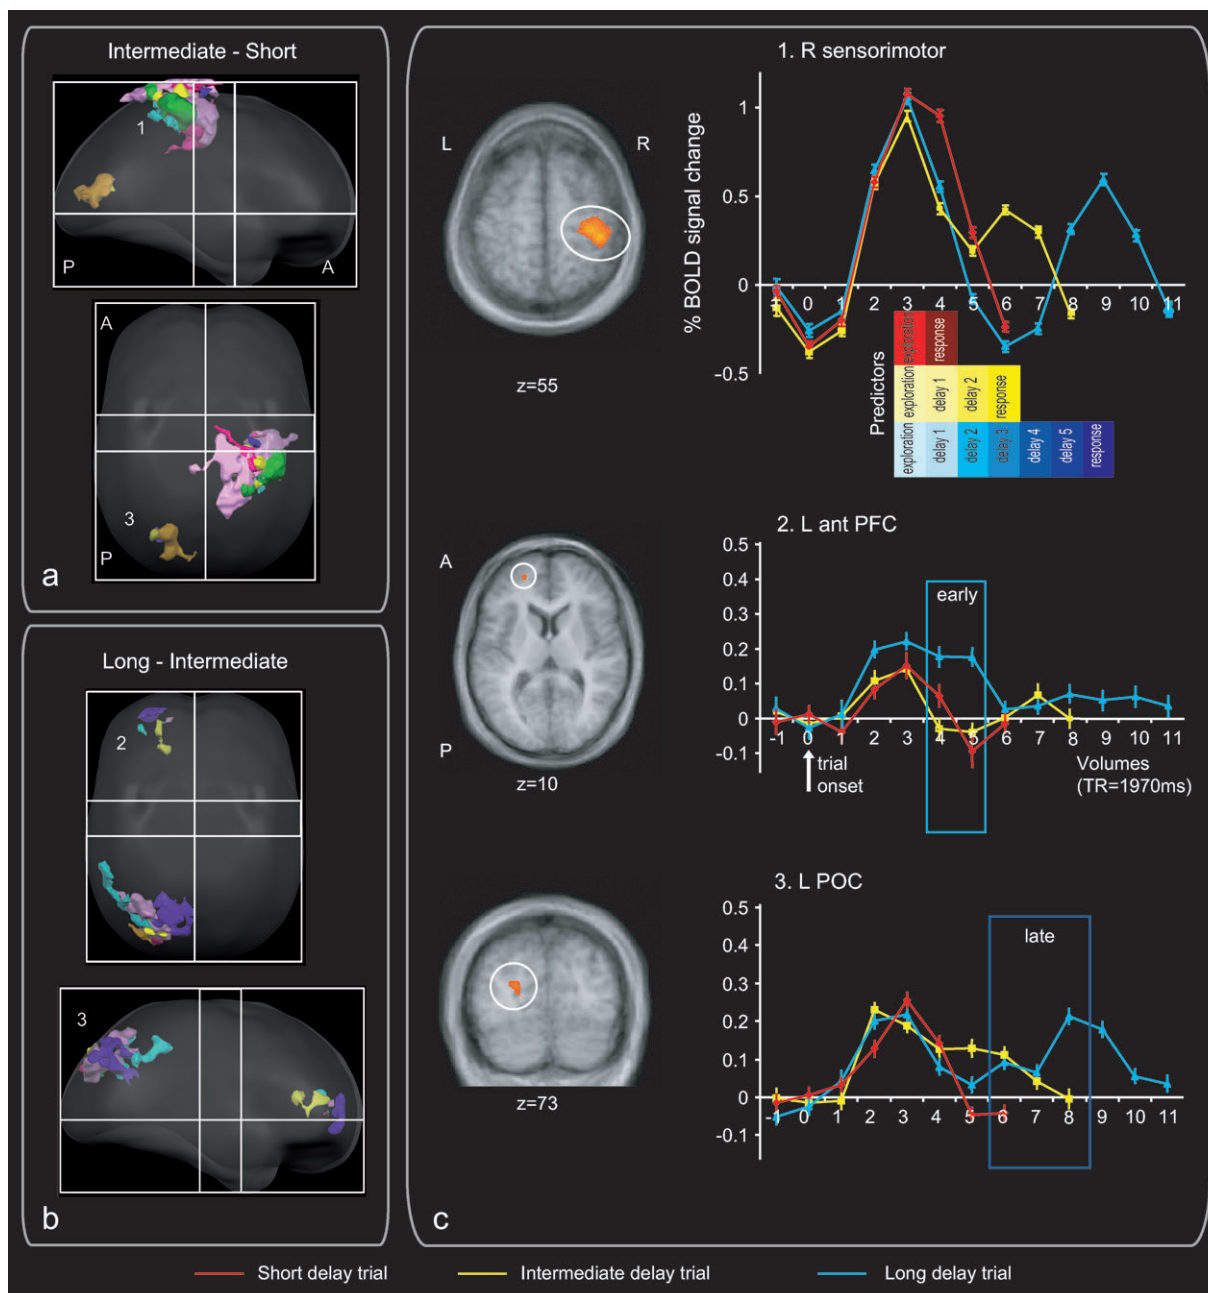 Intermediate - Short
1
P
A
A
3
P
a
Long - Intermediate
2
3
b
L
R
z=55
A
P
z=10
z=73
c
1. R sensorimotor
% BOLD signal change
1
0.5
0
-0.5
-1 0 1 2 3 4 5 6 7 8 9 10 11
Predictors
exploration response
exploration delay 1 delay 2 response
exploration delay 1 delay 2 delay 3 delay 4 delay 5 response
2. L ant PFC
0.5
0.4
0.3
0.2
0.1
0
-0.1
early
-1 0 1 2 3 4 5 6 7 8 9 10 11
trial
onset
Volumes
(TR=1970ms)
3. L POC
0.5
0.4
0.3
0.2
0.1
0
-0.1
late
-1 0 1 2 3 4 5 6 7 8 9 10 11
Short delay trial Intermediate delay trial Long delay trial